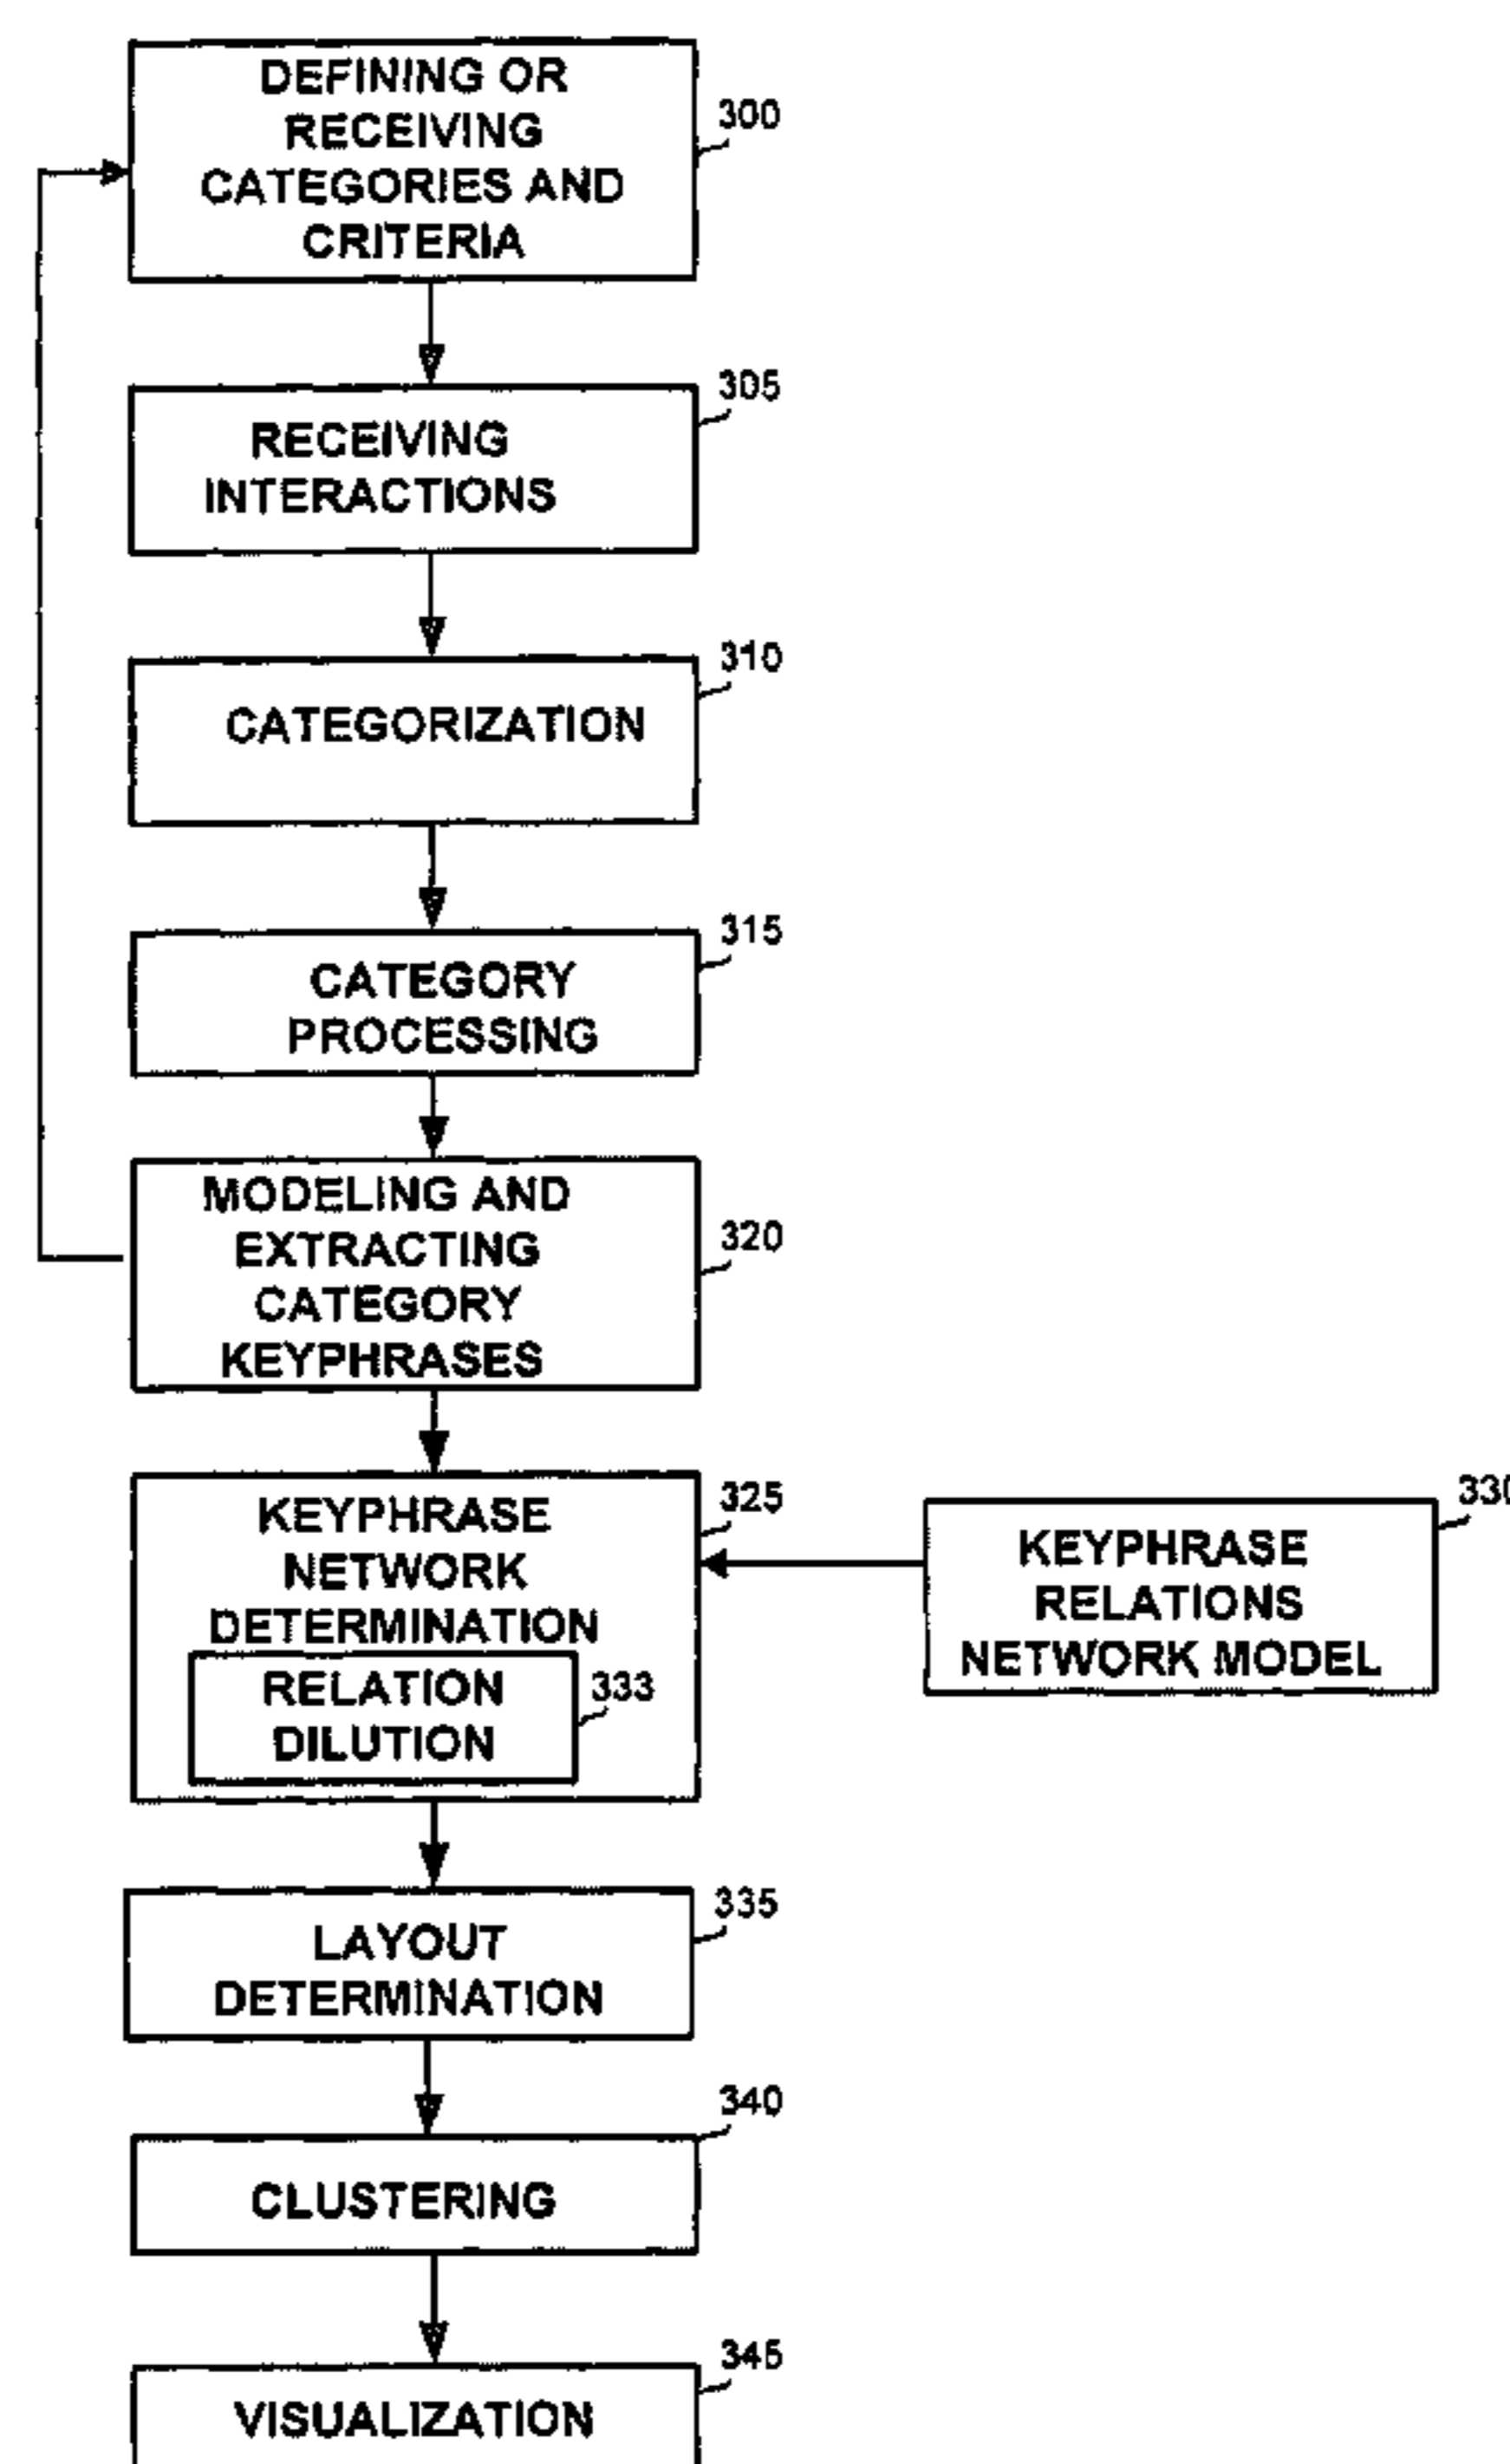 DEFINING OR
RECEIVING
CATEGORIES AND
CRITERIA
300
RECEIVING
INTERACTIONS
305
CATEGORIZATION
310
CATEGORY
PROCESSING
315
MODELING AND
EXTRACTING
CATEGORY
KEYPHRASES
320
KEYPHRASE
NETWORK
DETERMINATION
325
RELATION
DILUTION
333
KEYPHRASE
RELATIONS
NETWORK MODEL
330
LAYOUT
DETERMINATION
335
CLUSTERING
340
VISUALIZATION
345